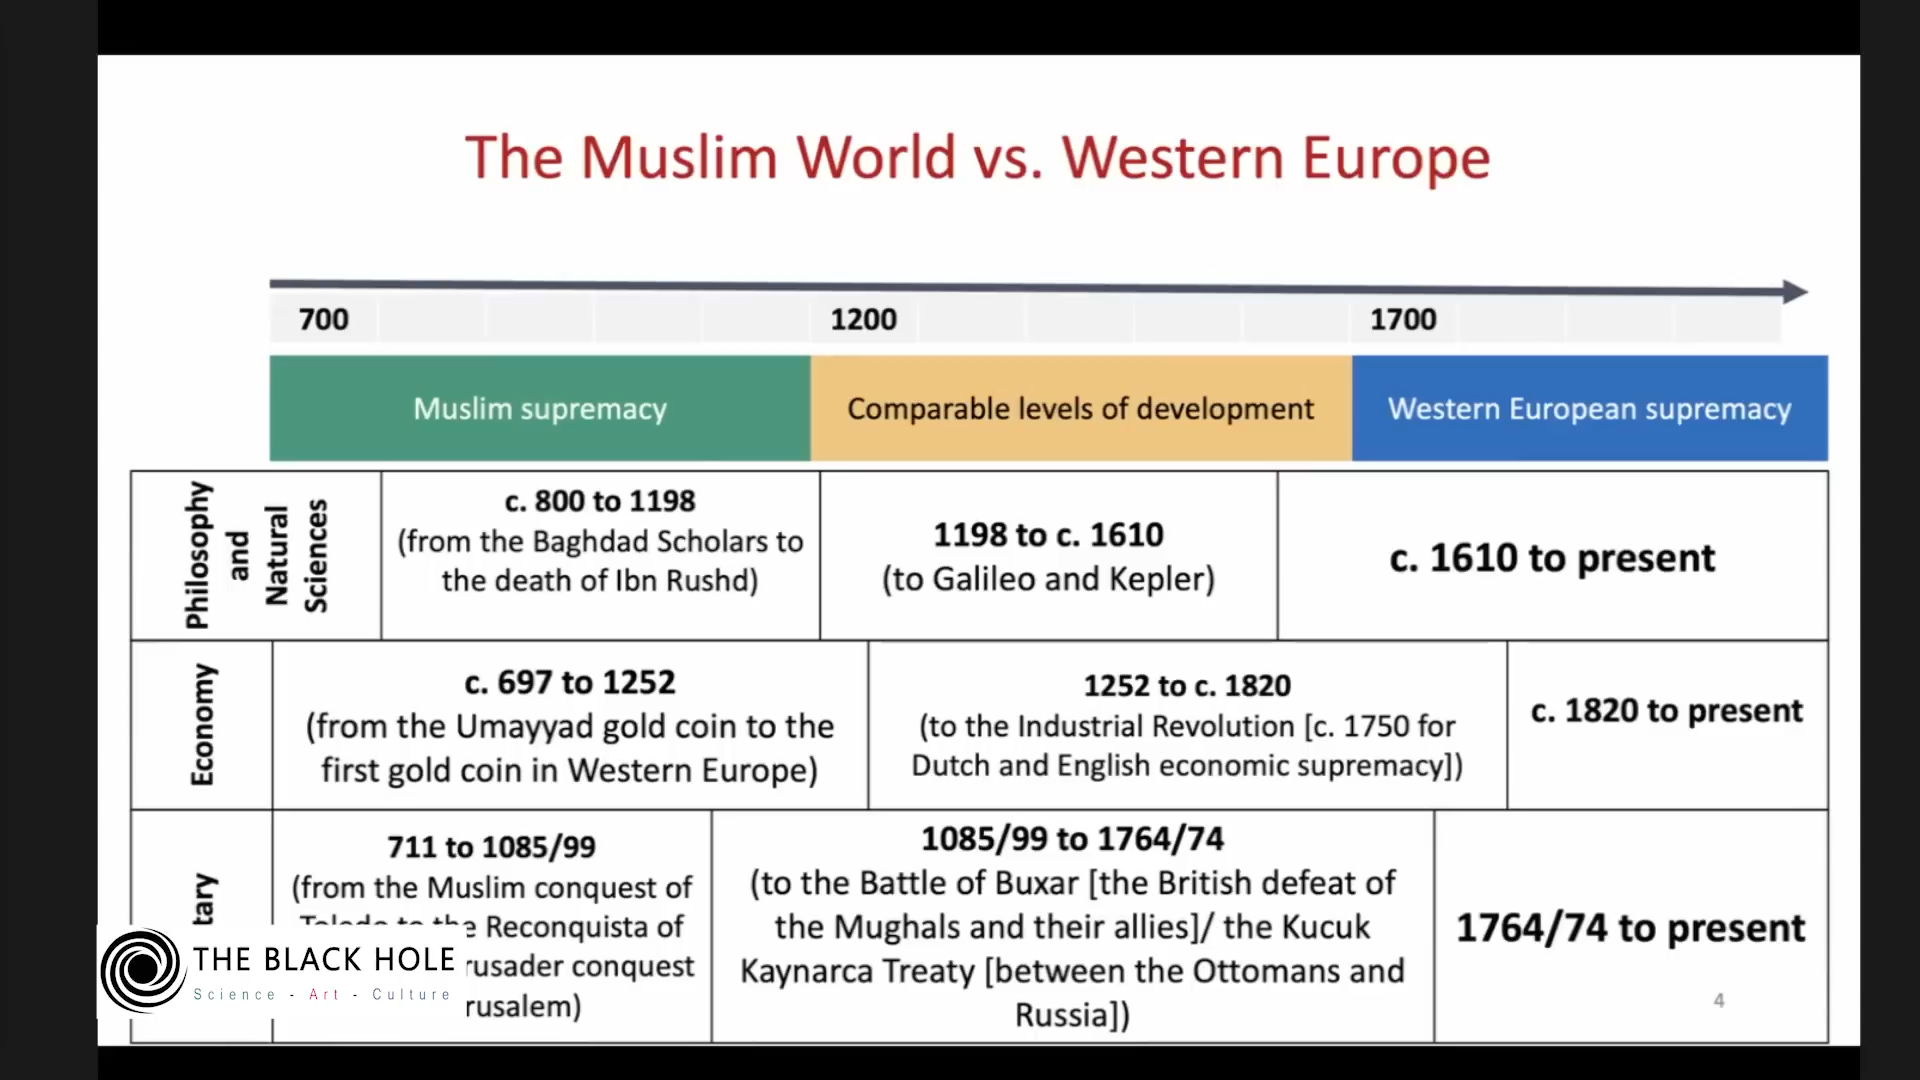 The Muslim World vs. Western Europe
700 1200 1700
Muslim supremacy
Comparable levels of development
Western European supremacy
Philosophy
and
Natural
Sciences
c. 800 to 1198
(from the Baghdad Scholars to
the death of Ibn Rushd)
1198 to c. 1610
(to Galileo and Kepler)
c. 1610 to present
Economy
c. 697 to 1252
(from the Umayyad gold coin to the
first gold coin in Western Europe)
1252 to c. 1820
(to the Industrial Revolution [c. 1750 for
Dutch and English economic supremacy])
c. 1820 to present
tary
711 to 1085/99
(from the Muslim conquest of
Toledo to the Reconquista of
rusader conquest
rusalem)
1085/99 to 1764/74
(to the Battle of Buxar [the British defeat of
the Mughals and their allies]/ the Kucuk
Kaynarca Treaty [between the Ottomans and
Russia])
1764/74 to present
THE BLACK HOLE
Science - Art - Culture
4